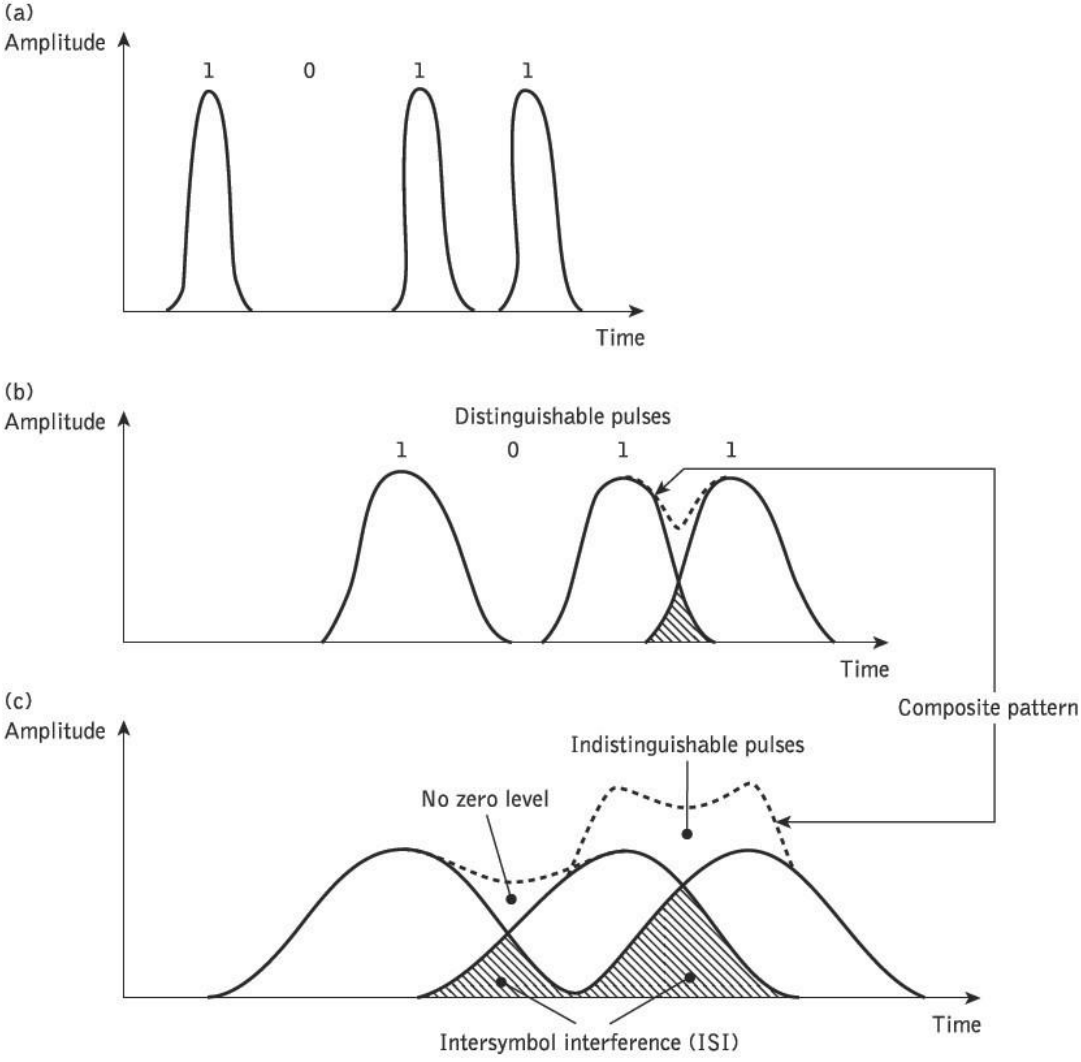 (a)
Amplitude
1 0 1 1
Time
(b)
Amplitude
Distinguishable pulses
1 0 1 1
Time
Composite pattern
(c)
Amplitude
Indistinguishable pulses
No zero level
Time
Intersymbol interference (ISI)